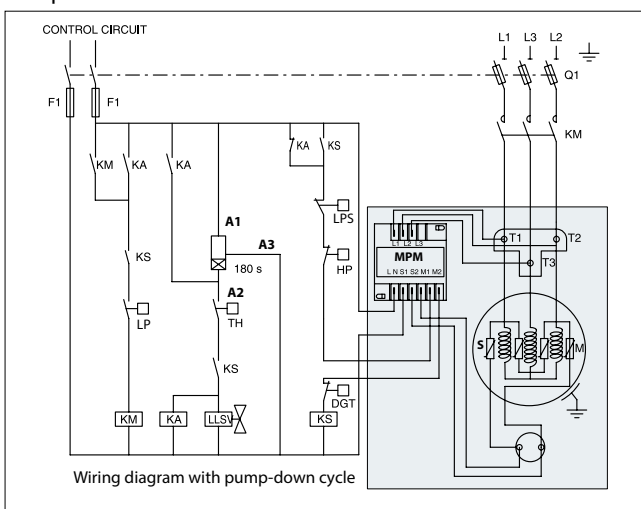 CONTROL CIRCUIT
L1 L3 L2
Q1
F1 F1
KM
KM KA KA KA KS
A1
A3
LPS
L1 L2 L3
T1 T2
MPM
T3
180 s
HP
L N S1 S2 M1 M2
KS
A2
S M
LP TH
KS
DGT
KM KA LLSV KS
Wiring diagram with pump-down cycle